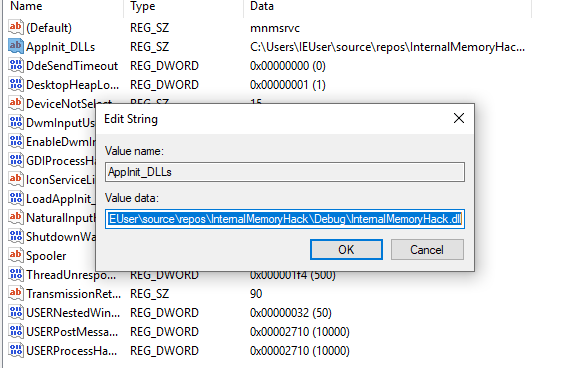 Name Type Data
(Default) REG_SZ mnmsrvc
AppInit_DLLs REG_SZ C:\Users\IEUser\source\repos\InternalMemoryHac...
DdeSendTimeout REG_DWORD 0x00000000 (0)
DesktopHeapLo... REG_DWORD 0x00000001 (1)
DeviceNotSelect... REG_SZ 15
DwmInputUs
EnableDwmIn
GDIProcessHa
IconServiceLi
LoadAppInit_
NaturalInputH
ShutdownWa
Spooler
Edit String
Value name:
AppInit_DLLs
Value data:
EUser\source\repos\InternalMemoryHack\Debug\InternalMemoryHack.dll
OK Cancel
ThreadUnrespo... REG_DWORD 0x000001f4 (500)
TransmissionRet... REG_SZ 90
USERNestedWin... REG_DWORD 0x00000032 (50)
USERPostMessa... REG_DWORD 0x00002710 (10000)
USERProcessHa... REG_DWORD 0x00002710 (10000)